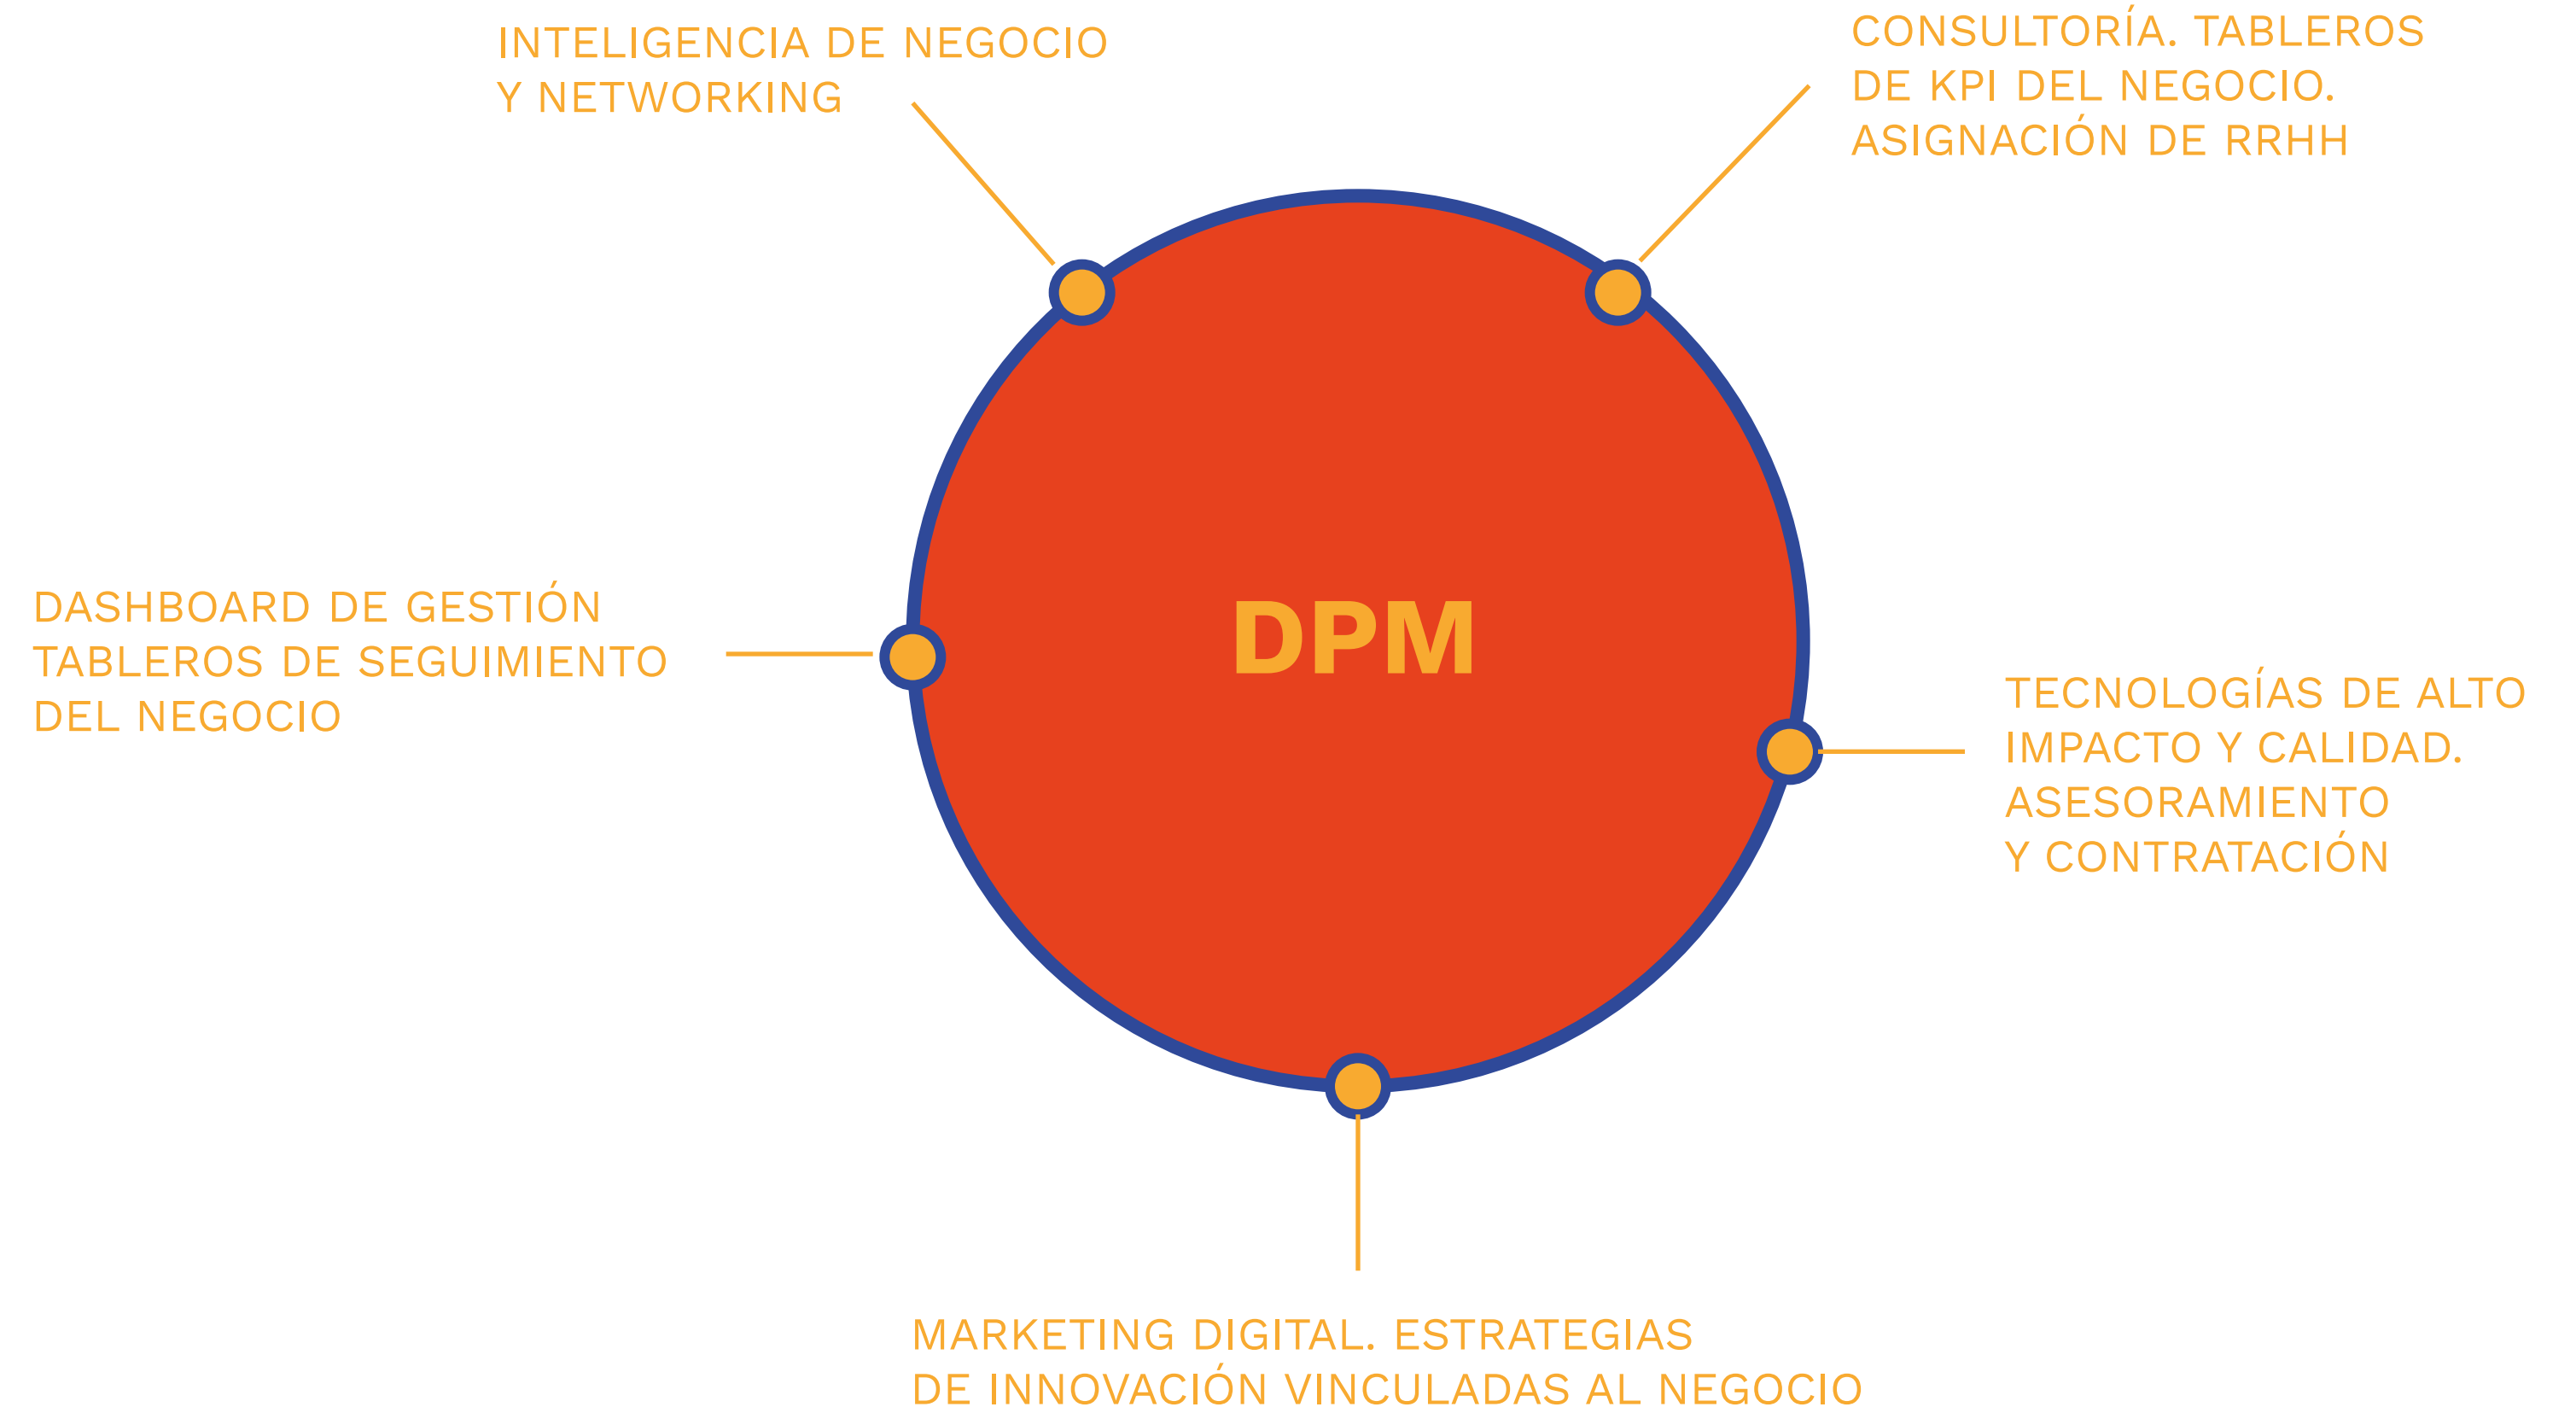 INTELIGENCIA DE NEGOCIO
Y NETWORKING
CONSULTORÍA. TABLEROS
DE KPI DEL NEGOCIO.
ASIGNACIÓN DE RRHH
DASHBOARD DE GESTIÓN
TABLEROS DE SEGUIMIENTO
DEL NEGOCIO
DPM
TECNOLOGÍAS DE ALTO
IMPACTO Y CALIDAD.
ASESORAMIENTO
Y CONTRATACIÓN
MARKETING DIGITAL. ESTRATEGIAS
DE INNOVACIÓN VINCULADAS AL NEGOCIO